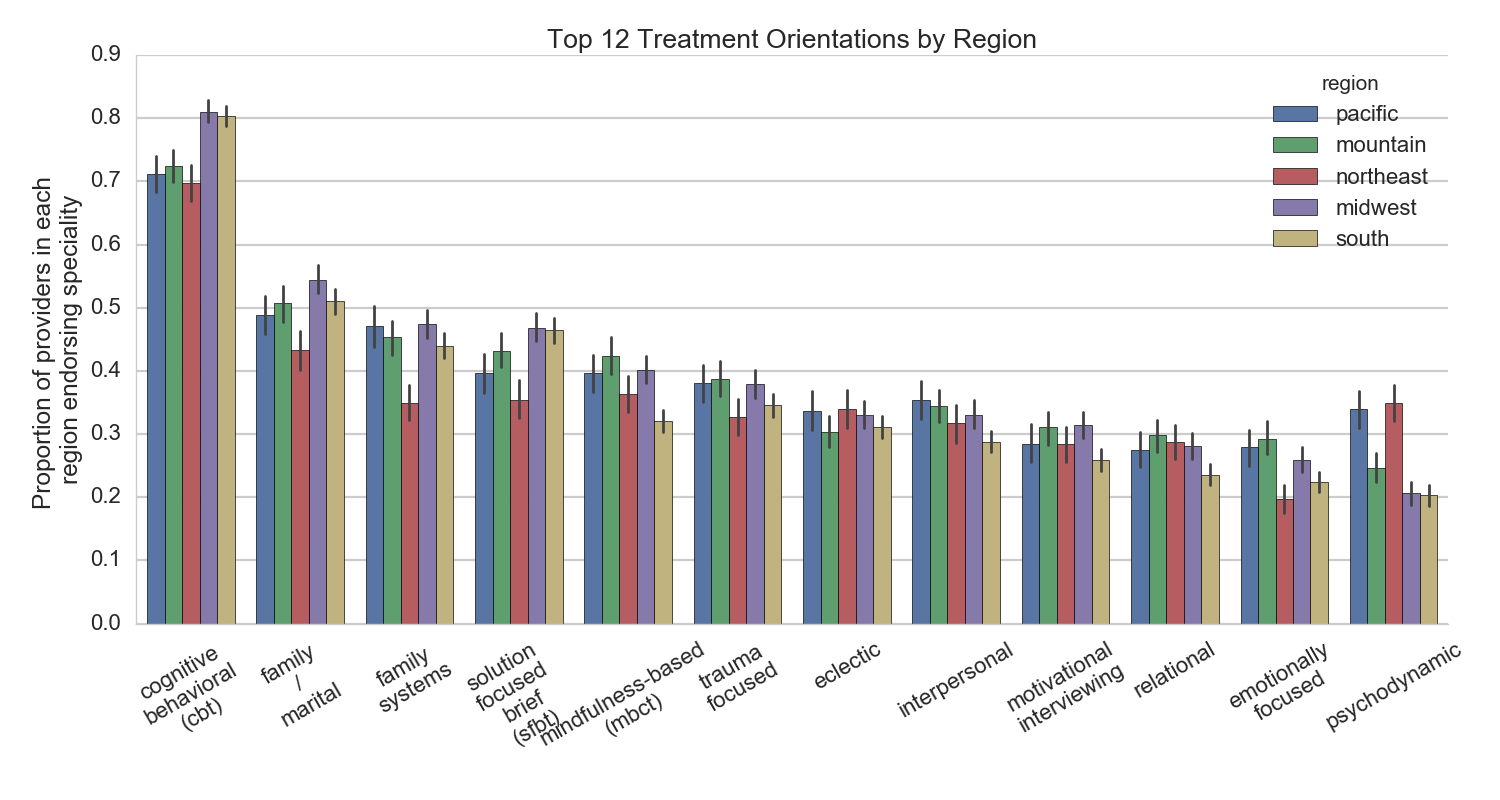 Top 12 Treatment Orientations by Region
Proportion of providers in each
region endorsing speciality
0.9
0.8
0.7
0.6
0.5
0.4
0.3
0.2
0.1
0.0
region
pacific
mountain
northeast
midwest
south
cognitive
behavioral
(cbt)
family
/
marital
family
systems
solution
focused
brief
(sfbt)
mindfulness-based
(mbct)
trauma
focused
eclectic
interpersonal
motivational
interviewing
relational
emotionally
focused
psychodynamic